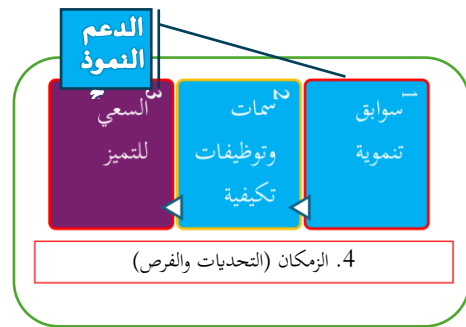 الدعم
النموذ
1
سوابق
تنموية
2
سمات
وتوظيفات
تكيفية
3
السعي
للتميز
4. الزمكان (التحديات والفرص)